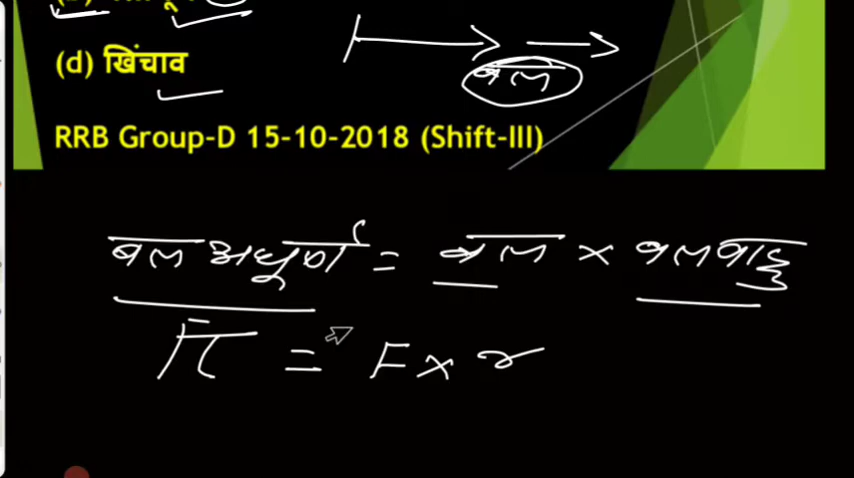 (d) खिंचाव
बल
RRB Group-D 15-10-2018 (Shift-III)
बल आघूर्ण = बल × बलबाहु
= F × r